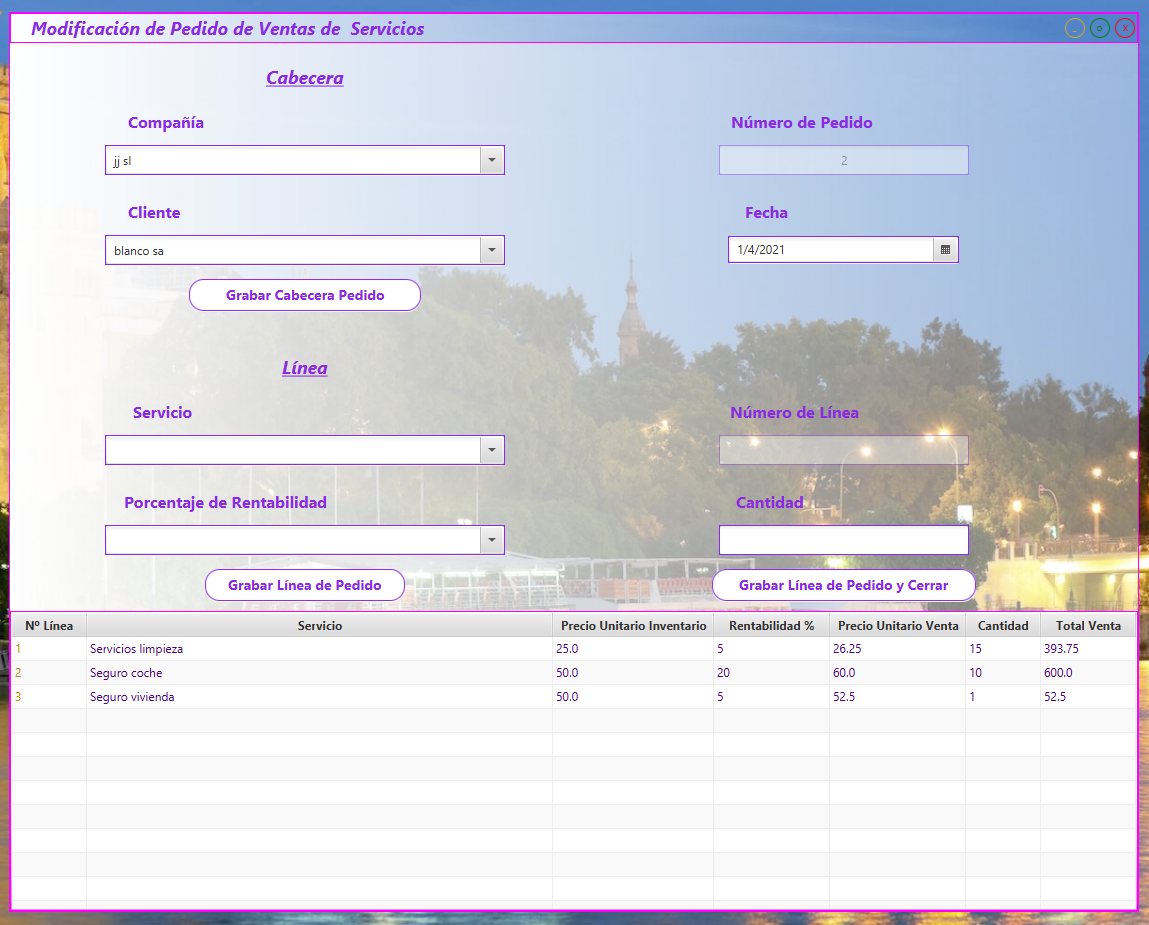 Modificación de Pedido de Ventas de  Servicios
- o x
Cabecera
Compañía Número de Pedido
jj sl 2
Cliente Fecha
blanco sa 1/4/2021
Grabar Cabecera Pedido
Línea
Servicio Número de Línea
Porcentaje de Rentabilidad Cantidad
Grabar Línea de Pedido Grabar Línea de Pedido y Cerrar
Nº Línea Servicio Precio Unitario Inventario Rentabilidad % Precio Unitario Venta Cantidad Total Venta
1 Servicios limpieza 25.0 5 26.25 15 393.75
2 Seguro coche 50.0 20 60.0 10 600.0
3 Seguro vivienda 50.0 5 52.5 1 52.5